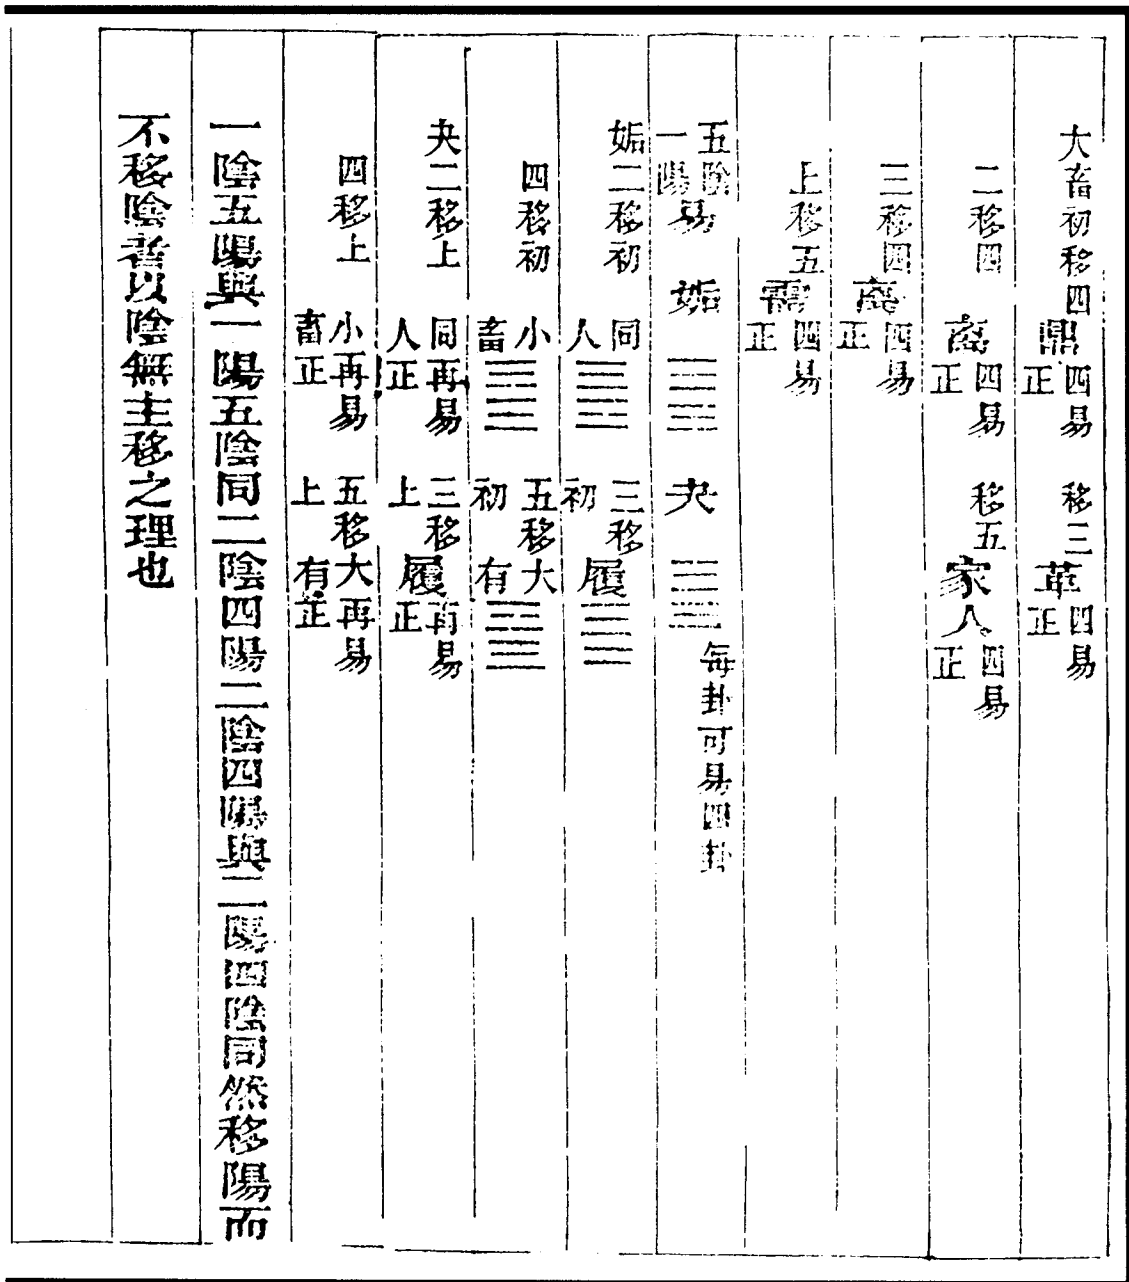 大畜初移四 鼎四易正 移三 革四易正
二移四 离四易正 移五 家人四易正
三移四 离四易正
上移五 需四易正
五陰一陽易 姤 夬 每卦可易四卦
姤二移初 同人 三移初 履
四移初 小畜 五移初 大有
夬二移上 同人再易正 三移上 履再易正
四移上 小畜再易正 五移上 大有再易正
一陰五陽與一陽五陰同二陰四陽二陰四陽與二陽四陰同然移陽而
不移陰者以陰無主移之理也